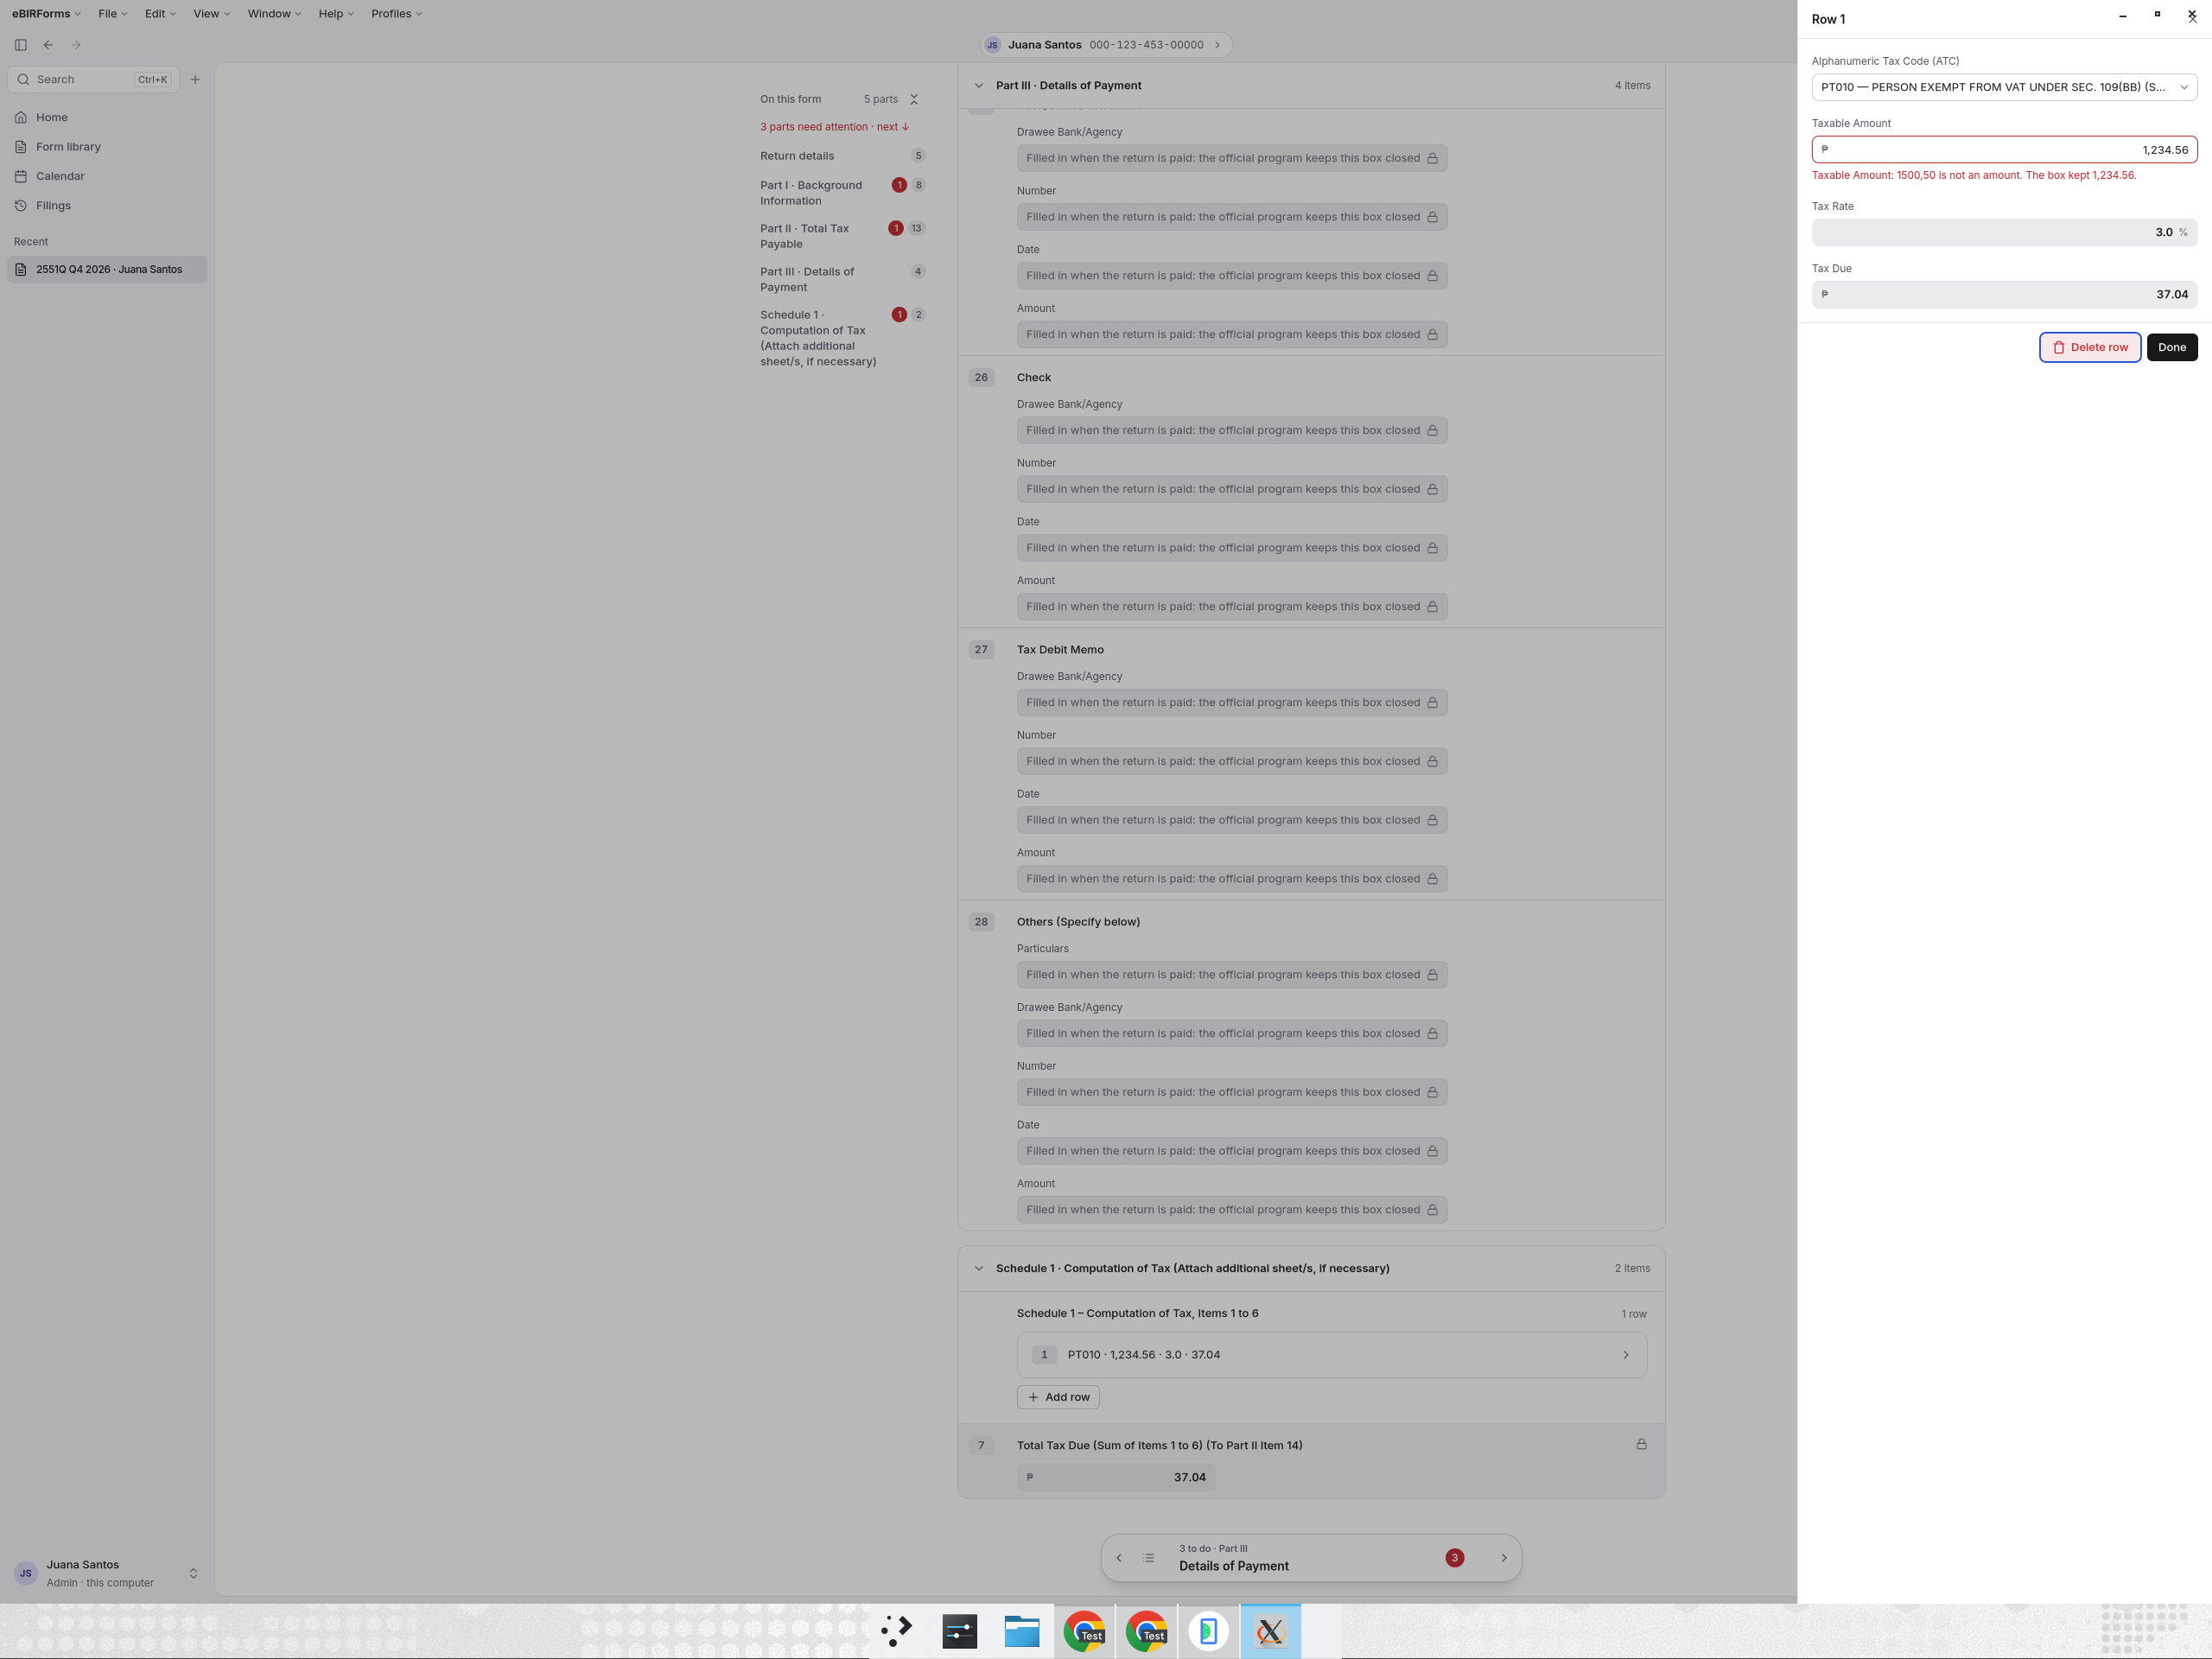 eBIRForms File Edit View Window Help Profiles
JS Juana Santos 000-123-453-00000
Search Ctrl+K
Home
Form library
Calendar
Filings
Recent
2551Q Q4 2026 · Juana Santos
JS Juana Santos
Admin · this computer
On this form 5 parts
3 parts need attention · next ↓
Return details 5
Part I · Background 1 8
Information
Part II · Total Tax 1 13
Payable
Part III · Details of 4
Payment
Schedule 1 · 1 2
Computation of Tax
(Attach additional
sheet/s, if necessary)
Part III · Details of Payment 4 items
Drawee Bank/Agency
Filled in when the return is paid: the official program keeps this box closed
Number
Filled in when the return is paid: the official program keeps this box closed
Date
Filled in when the return is paid: the official program keeps this box closed
Amount
Filled in when the return is paid: the official program keeps this box closed
26 Check
Drawee Bank/Agency
Filled in when the return is paid: the official program keeps this box closed
Number
Filled in when the return is paid: the official program keeps this box closed
Date
Filled in when the return is paid: the official program keeps this box closed
Amount
Filled in when the return is paid: the official program keeps this box closed
27 Tax Debit Memo
Drawee Bank/Agency
Filled in when the return is paid: the official program keeps this box closed
Number
Filled in when the return is paid: the official program keeps this box closed
Date
Filled in when the return is paid: the official program keeps this box closed
Amount
Filled in when the return is paid: the official program keeps this box closed
28 Others (Specify below)
Particulars
Filled in when the return is paid: the official program keeps this box closed
Drawee Bank/Agency
Filled in when the return is paid: the official program keeps this box closed
Number
Filled in when the return is paid: the official program keeps this box closed
Date
Filled in when the return is paid: the official program keeps this box closed
Amount
Filled in when the return is paid: the official program keeps this box closed
Schedule 1 · Computation of Tax (Attach additional sheet/s, if necessary) 2 items
Schedule 1 – Computation of Tax, Items 1 to 6 1 row
1 PT010 · 1,234.56 · 3.0 · 37.04
Add row
7 Total Tax Due (Sum of Items 1 to 6) (To Part II Item 14)
₱ 37.04
3 to do · Part III
Details of Payment 3
Row 1
Alphanumeric Tax Code (ATC)
PT010 — PERSON EXEMPT FROM VAT UNDER SEC. 109(BB) (S...
Taxable Amount
₱ 1,234.56
Taxable Amount: 1500,50 is not an amount. The box kept 1,234.56.
Tax Rate
3.0 %
Tax Due
₱ 37.04
Delete row Done
Test Test